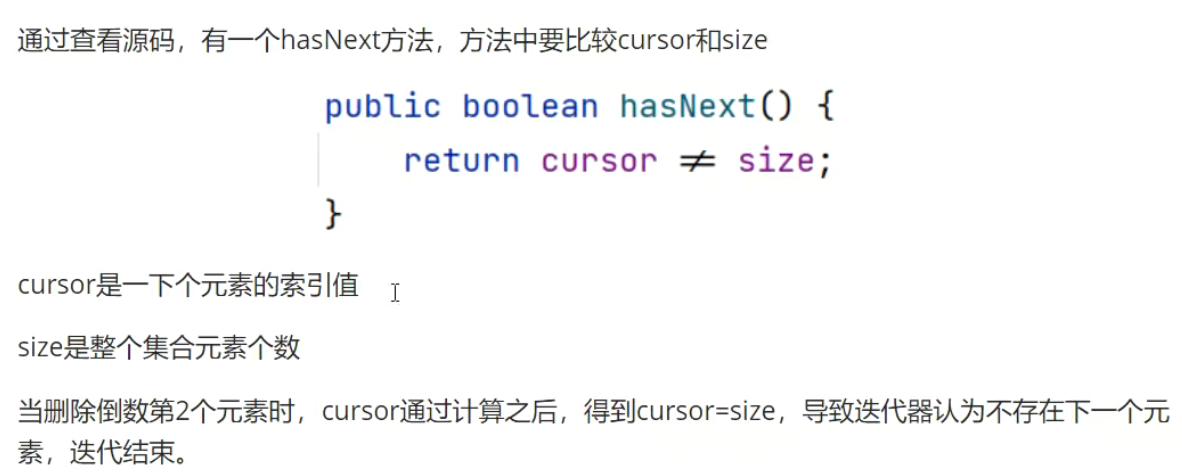 通过查看源码，有一个hasNext方法，方法中要比较cursor和size
public boolean hasNext() {
return cursor ≠ size;
}
cursor是一下个元素的索引值
size是整个集合元素个数
当删除倒数第2个元素时，cursor通过计算之后，得到cursor=size，导致迭代器认为不存在下一个元
素，迭代结束。